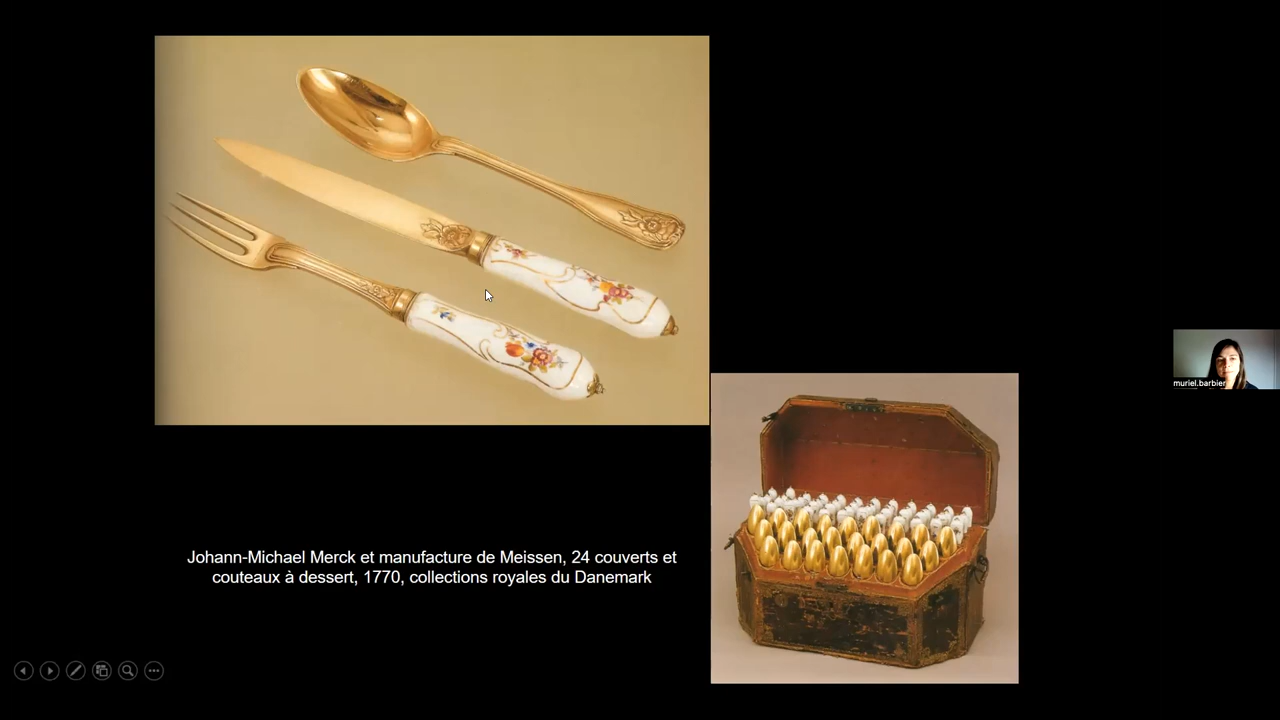 Johann-Michael Merck et manufacture de Meissen, 24 couverts et
couteaux à dessert, 1770, collections royales du Danemark
muriel.barbier